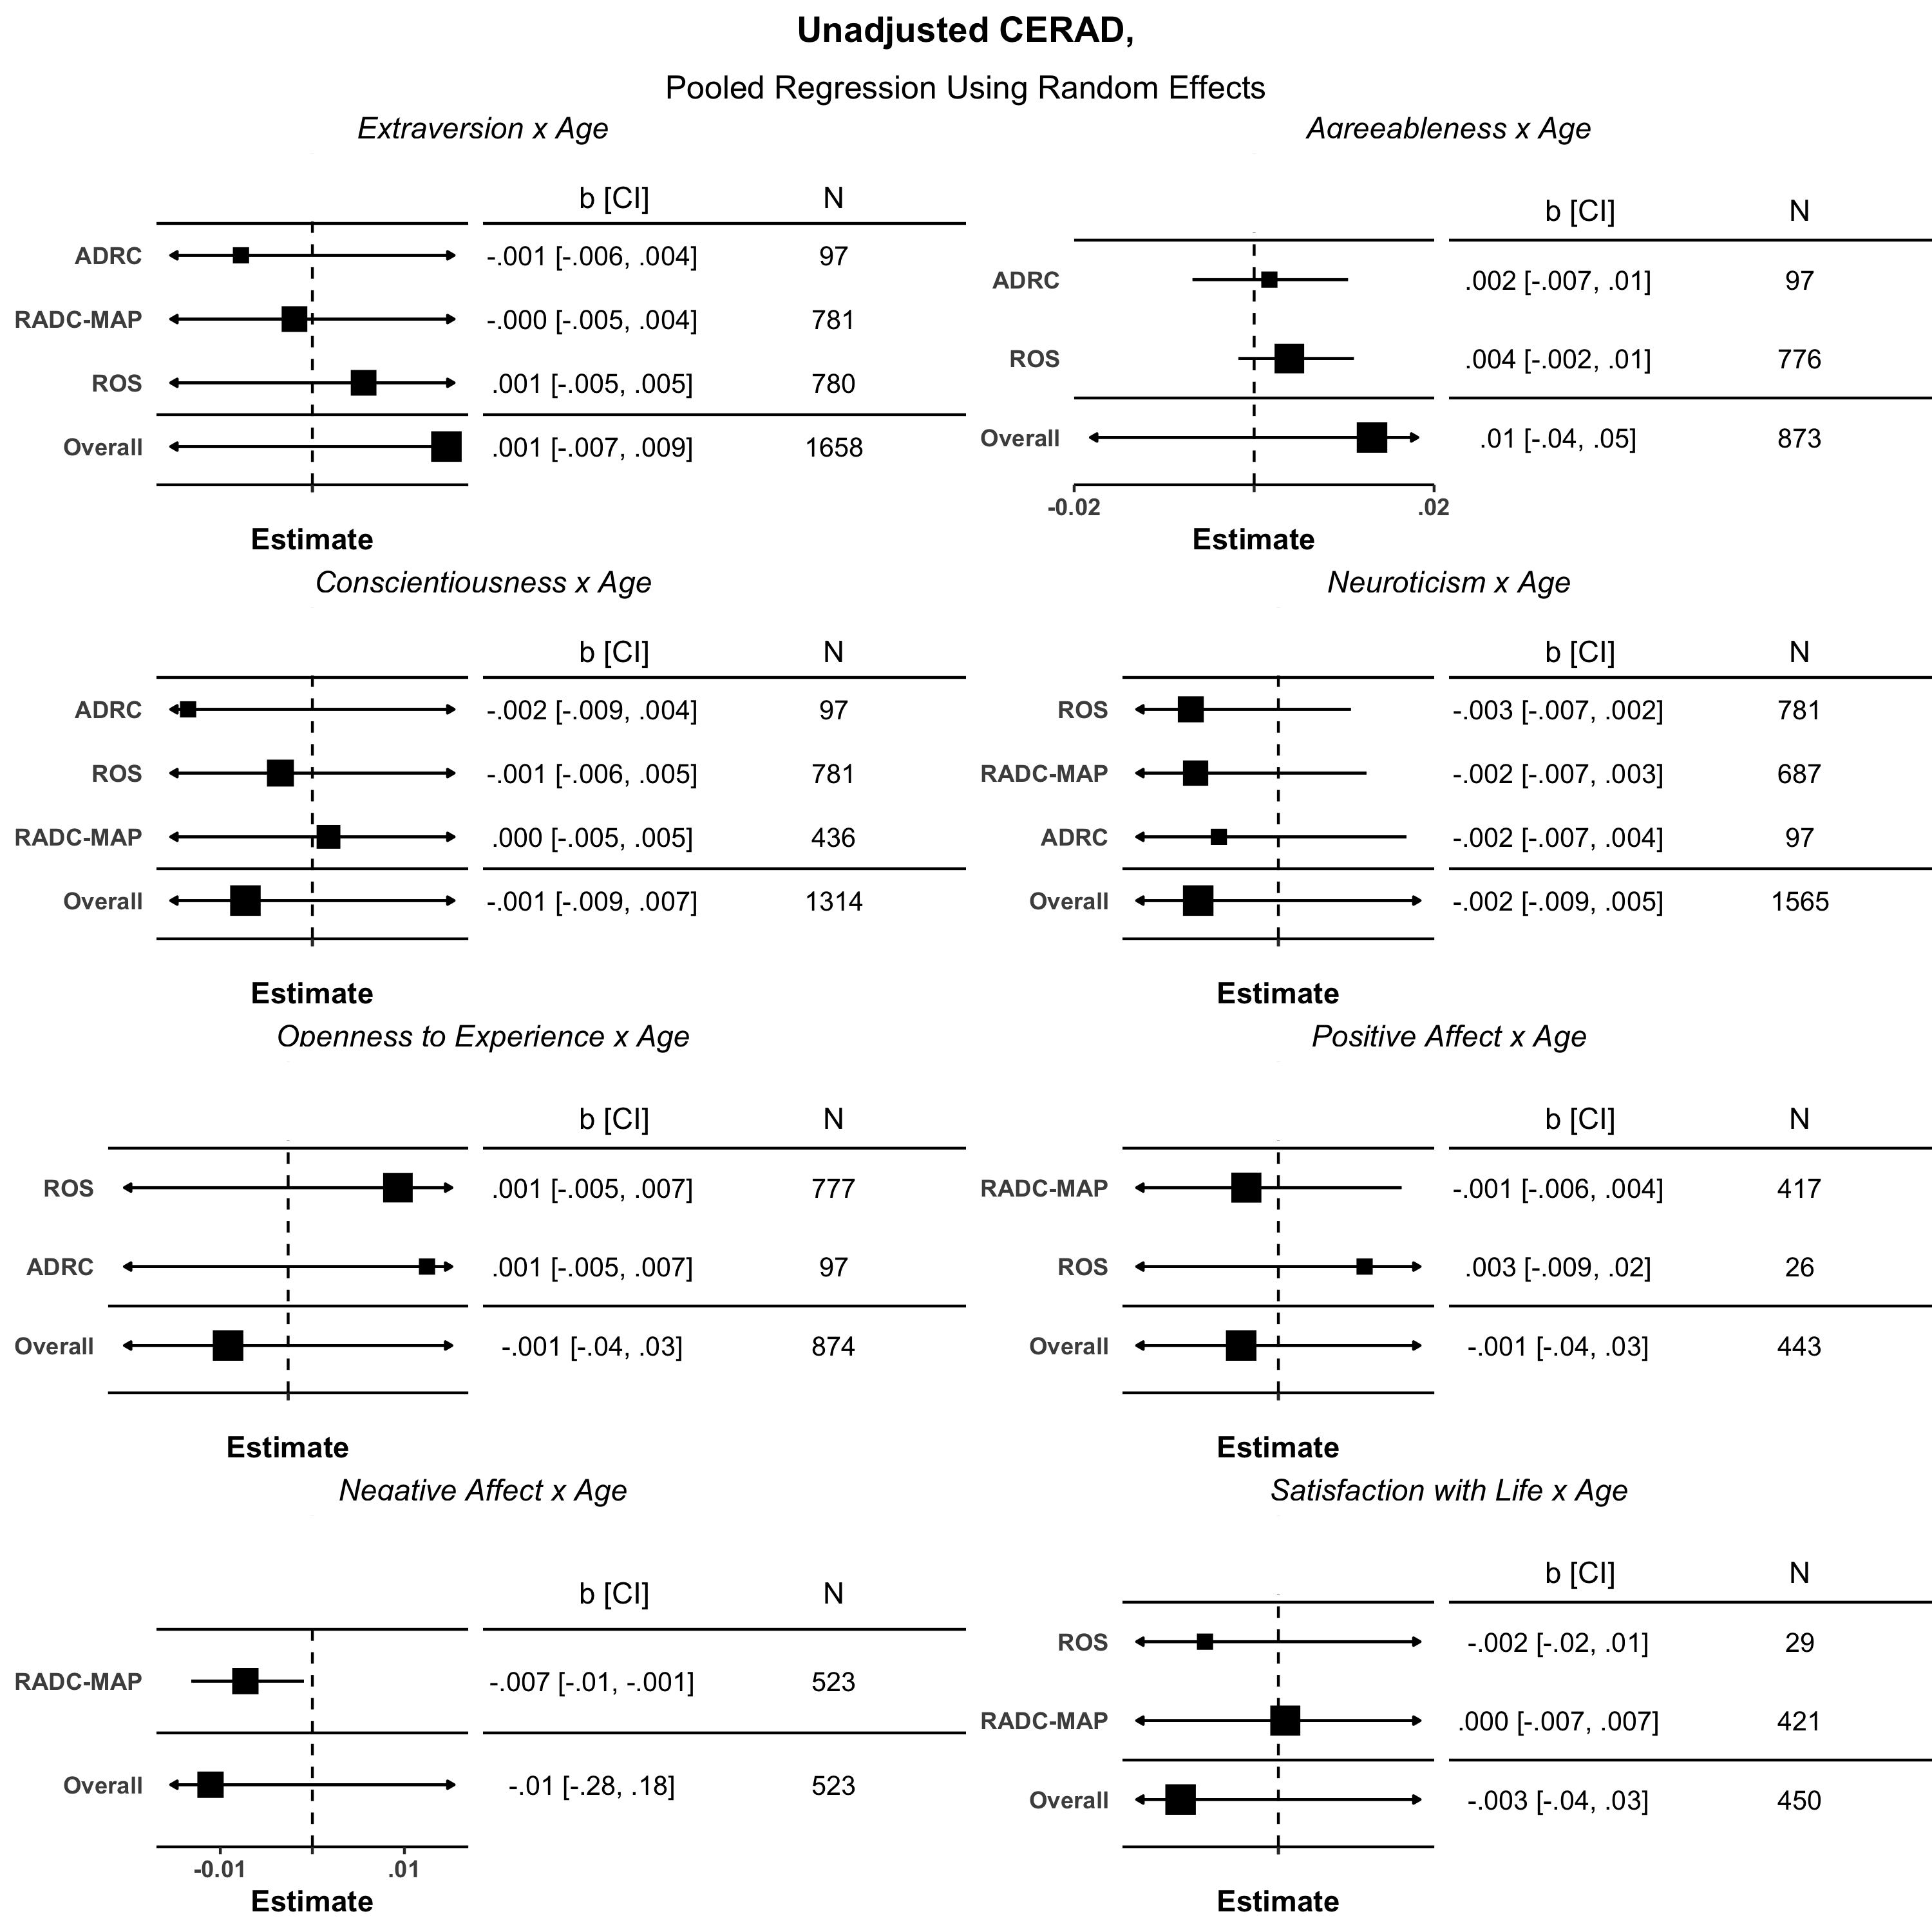 Unadjusted CERAD,
Pooled Regression Using Random Effects
Extraversion x Age
b [CI] N
ADRC -.001 [-.006, .004] 97
RADC-MAP -.000 [-.005, .004] 781
ROS .001 [-.005, .005] 780
Overall .001 [-.007, .009] 1658
Estimate
Agreeableness x Age
b [CI] N
ADRC .002 [-.007, .01] 97
ROS .004 [-.002, .01] 776
Overall .01 [-.04, .05] 873
-0.02 .02
Estimate
Conscientiousness x Age
b [CI] N
ADRC -.002 [-.009, .004] 97
ROS -.001 [-.006, .005] 781
RADC-MAP .000 [-.005, .005] 436
Overall -.001 [-.009, .007] 1314
Estimate
Neuroticism x Age
b [CI] N
ROS -.003 [-.007, .002] 781
RADC-MAP -.002 [-.007, .003] 687
ADRC -.002 [-.007, .004] 97
Overall -.002 [-.009, .005] 1565
Estimate
Openness to Experience x Age
b [CI] N
ROS .001 [-.005, .007] 777
ADRC .001 [-.005, .007] 97
Overall -.001 [-.04, .03] 874
Estimate
Positive Affect x Age
b [CI] N
RADC-MAP -.001 [-.006, .004] 417
ROS .003 [-.009, .02] 26
Overall -.001 [-.04, .03] 443
Estimate
Negative Affect x Age
b [CI] N
RADC-MAP -.007 [-.01, -.001] 523
Overall -.01 [-.28, .18] 523
-0.01 .01
Estimate
Satisfaction with Life x Age
b [CI] N
ROS -.002 [-.02, .01] 29
RADC-MAP .000 [-.007, .007] 421
Overall -.003 [-.04, .03] 450
Estimate